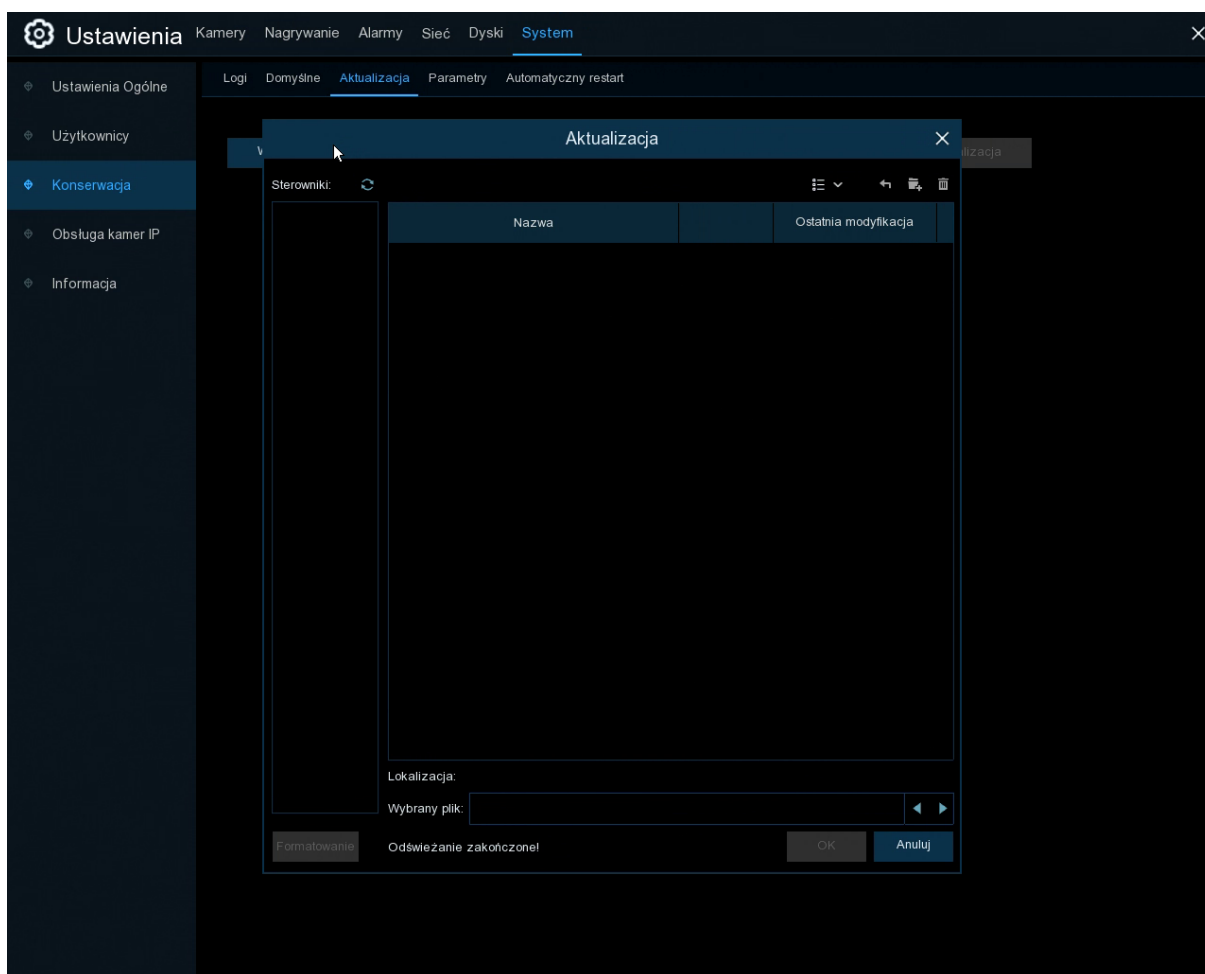 Ustawienia Kamery Nagrywanie Alarmy Sieć Dyski System
Logi Domyślne Aktualizacja Parametry Automatyczny restart
Ustawienia Ogólne
Użytkownicy
Konserwacja
Obsługa kamer IP
Informacja
Aktualizacja
Sterowniki:
Nazwa Ostatnia modyfikacja
Lokalizacja:
Wybrany plik:
Formatowanie Odświeżanie zakończone! OK Anuluj